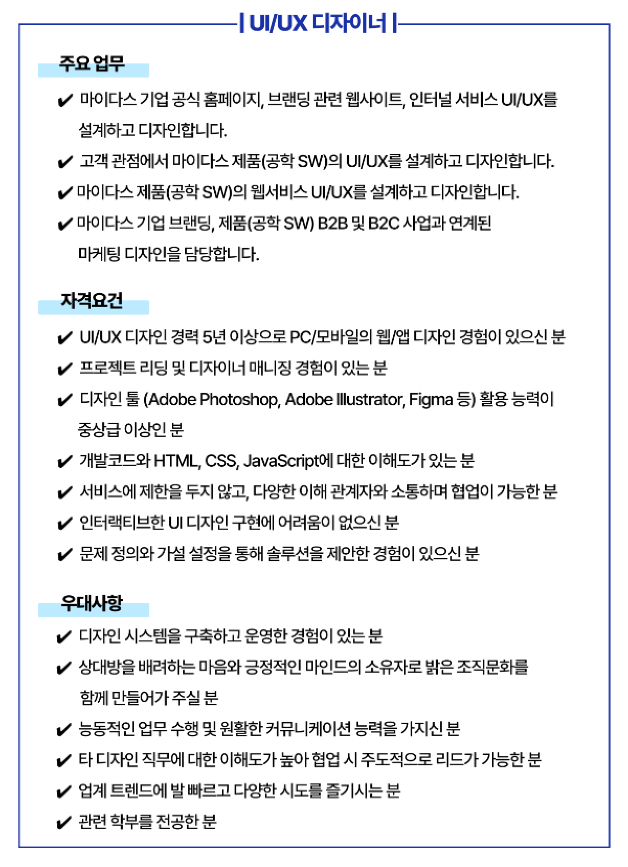 | UI/UX 디자이너 |
주요 업무
✔ 마이다스 기업 공식 홈페이지, 브랜딩 관련 웹사이트, 인터널 서비스 UI/UX를
설계하고 디자인합니다.
✔ 고객 관점에서 마이다스 제품(공학 SW)의 UI/UX를 설계하고 디자인합니다.
✔ 마이다스 제품(공학 SW)의 웹서비스 UI/UX를 설계하고 디자인합니다.
✔ 마이다스 기업 브랜딩, 제품(공학 SW) B2B 및 B2C 사업과 연계된
마케팅 디자인을 담당합니다.
자격요건
✔ UI/UX 디자인 경력 5년 이상으로 PC/모바일의 웹/앱 디자인 경험이 있으신 분
✔ 프로젝트 리딩 및 디자이너 매니징 경험이 있는 분
✔ 디자인 툴 (Adobe Photoshop, Adobe Illustrator, Figma 등) 활용 능력이
중상급 이상인 분
✔ 개발코드와 HTML, CSS, JavaScript에 대한 이해도가 있는 분
✔ 서비스에 제한을 두지 않고, 다양한 이해 관계자와 소통하며 협업이 가능한 분
✔ 인터랙티브한 UI 디자인 구현에 어려움이 없으신 분
✔ 문제 정의와 가설 설정을 통해 솔루션을 제안한 경험이 있으신 분
우대사항
✔ 디자인 시스템을 구축하고 운영한 경험이 있는 분
✔ 상대방을 배려하는 마음와 긍정적인 마인드의 소유자로 밝은 조직문화를
함께 만들어가 주실 분
✔ 능동적인 업무 수행 및 원활한 커뮤니케이션 능력을 가지신 분
✔ 타 디자인 직무에 대한 이해도가 높아 협업 시 주도적으로 리드가 가능한 분
✔ 업계 트렌드에 발 빠르고 다양한 시도를 즐기시는 분
✔ 관련 학부를 전공한 분